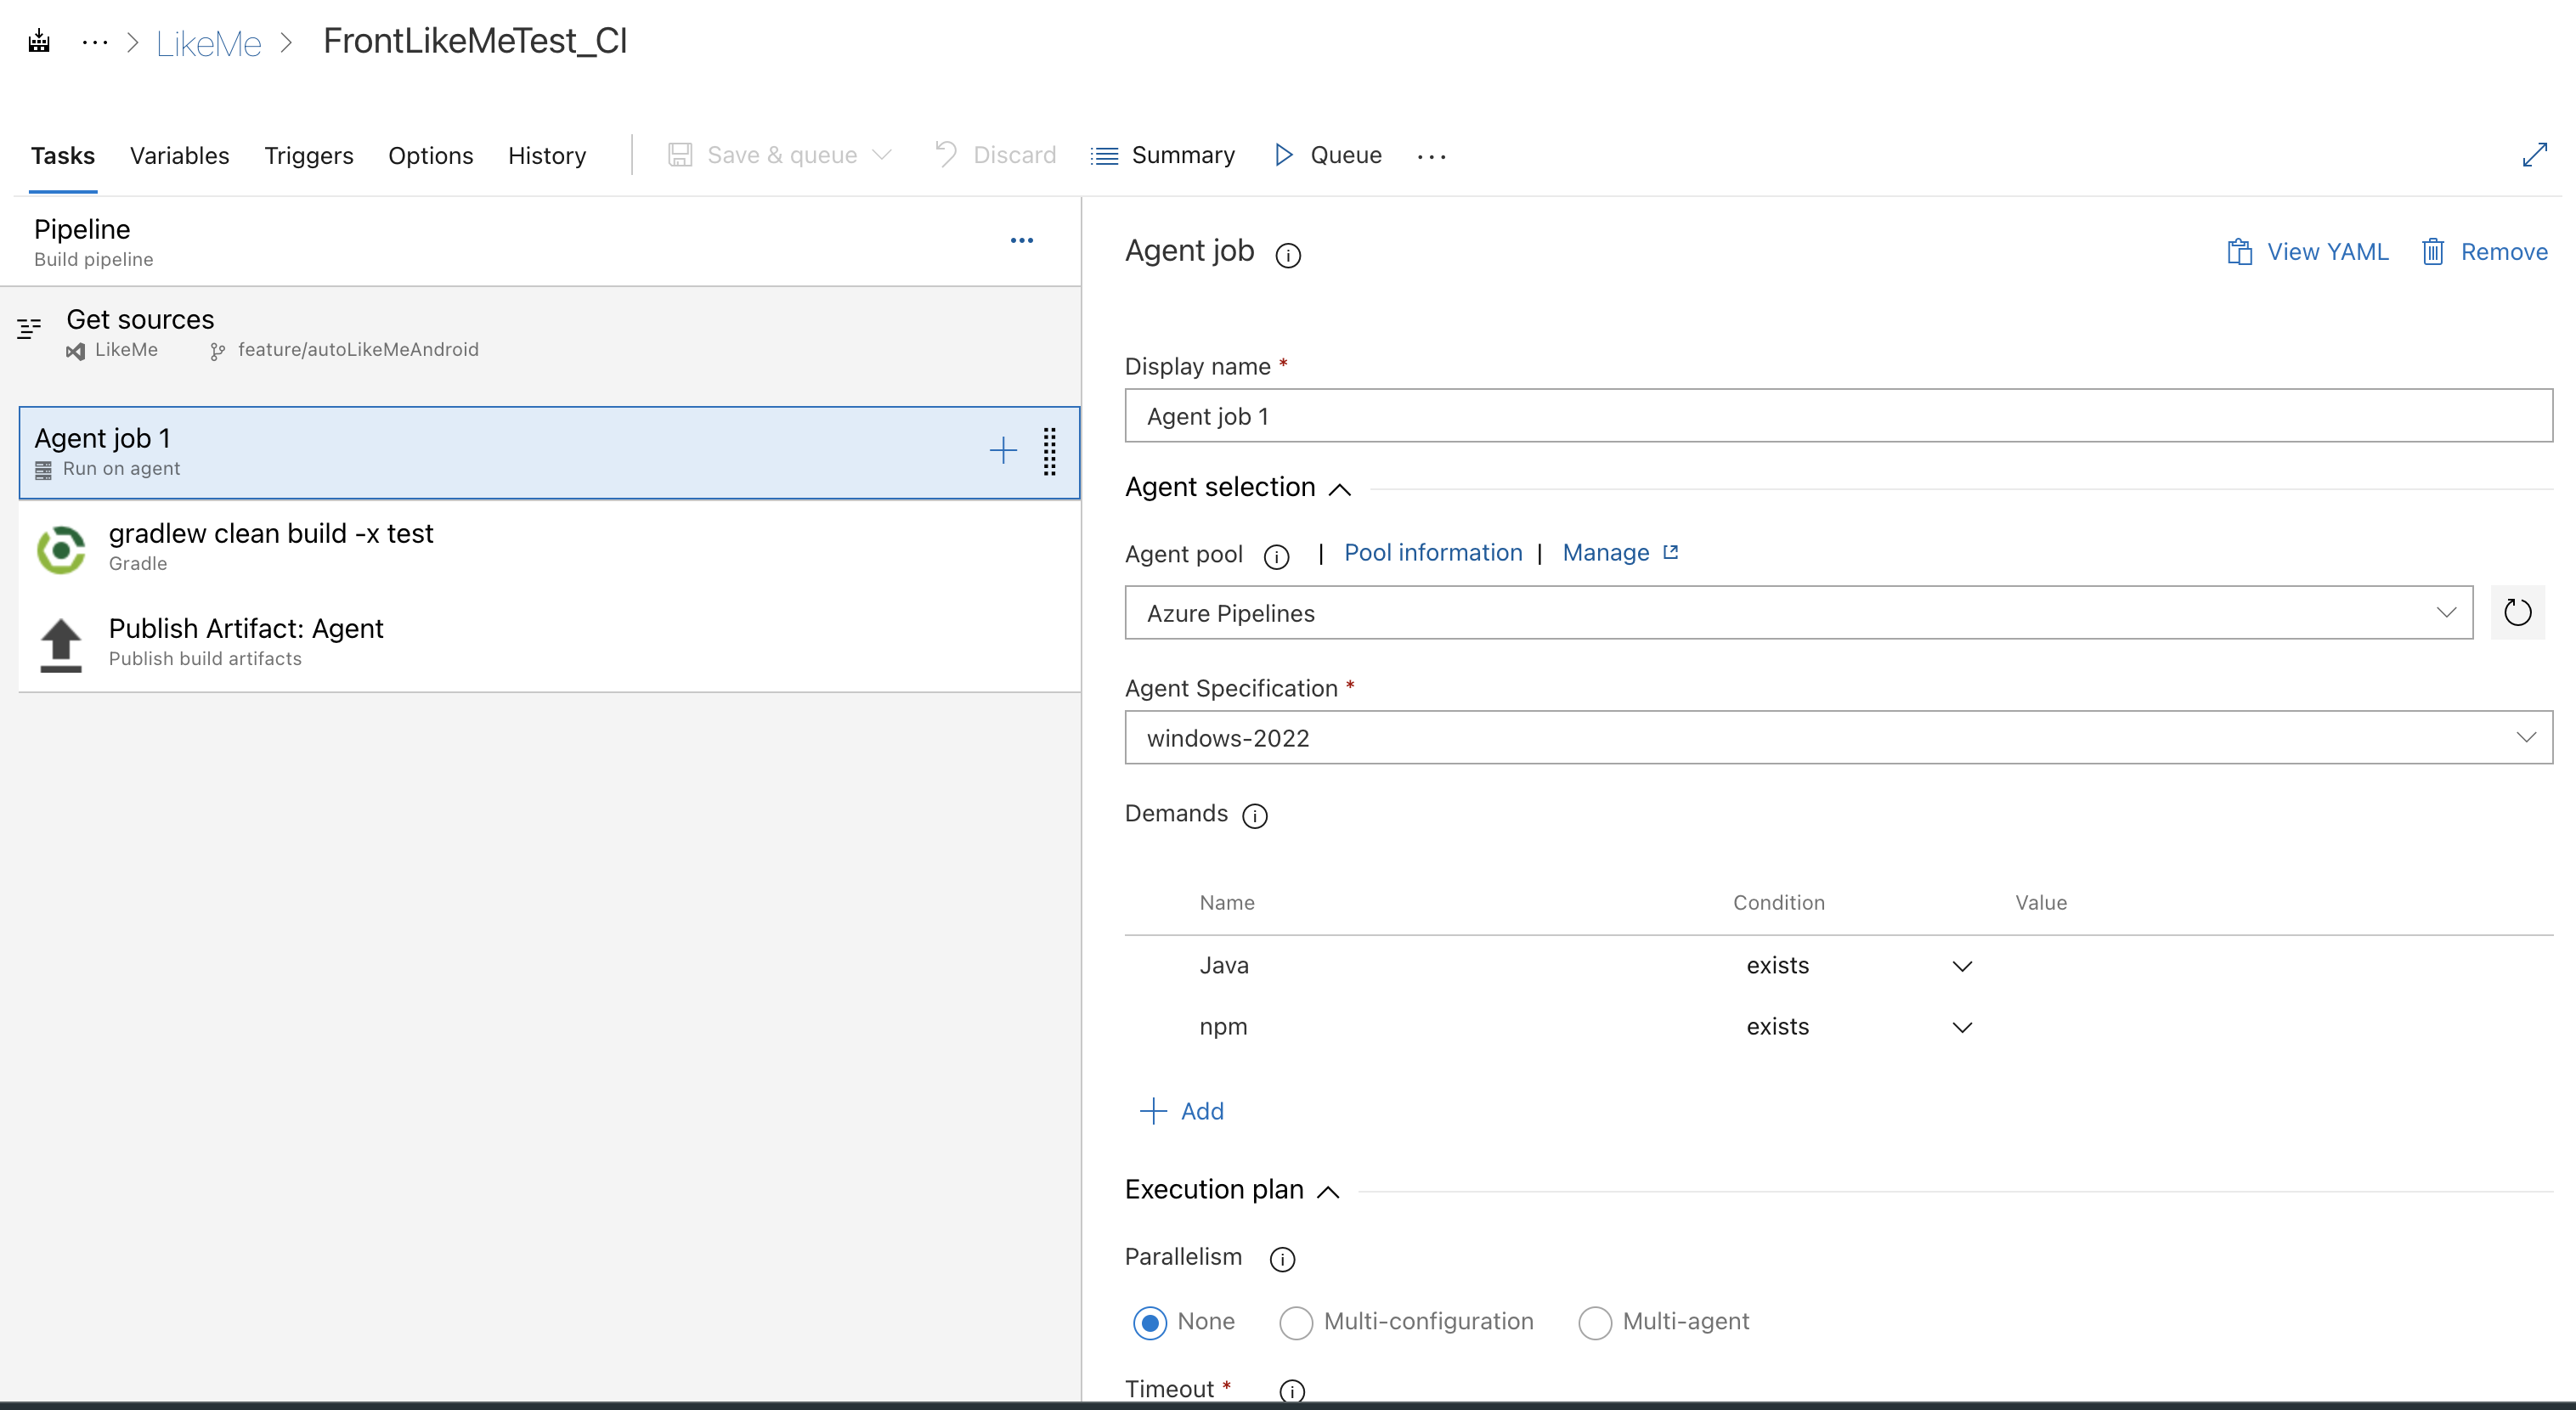 ... > LikeMe > FrontLikeMeTest_CI
Tasks Variables Triggers Options History Save & queue Discard Summary Queue ...
Pipeline
Build pipeline
Get sources
LikeMe feature/autoLikeMeAndroid
Agent job 1
Run on agent
gradlew clean build -x test
Gradle
Publish Artifact: Agent
Publish build artifacts
Agent job View YAML Remove
Display name *
Agent job 1
Agent selection
Agent pool | Pool information | Manage
Azure Pipelines
Agent Specification *
windows-2022
Demands
Name Condition Value
Java exists
npm exists
Add
Execution plan
Parallelism
None Multi-configuration Multi-agent
Timeout *